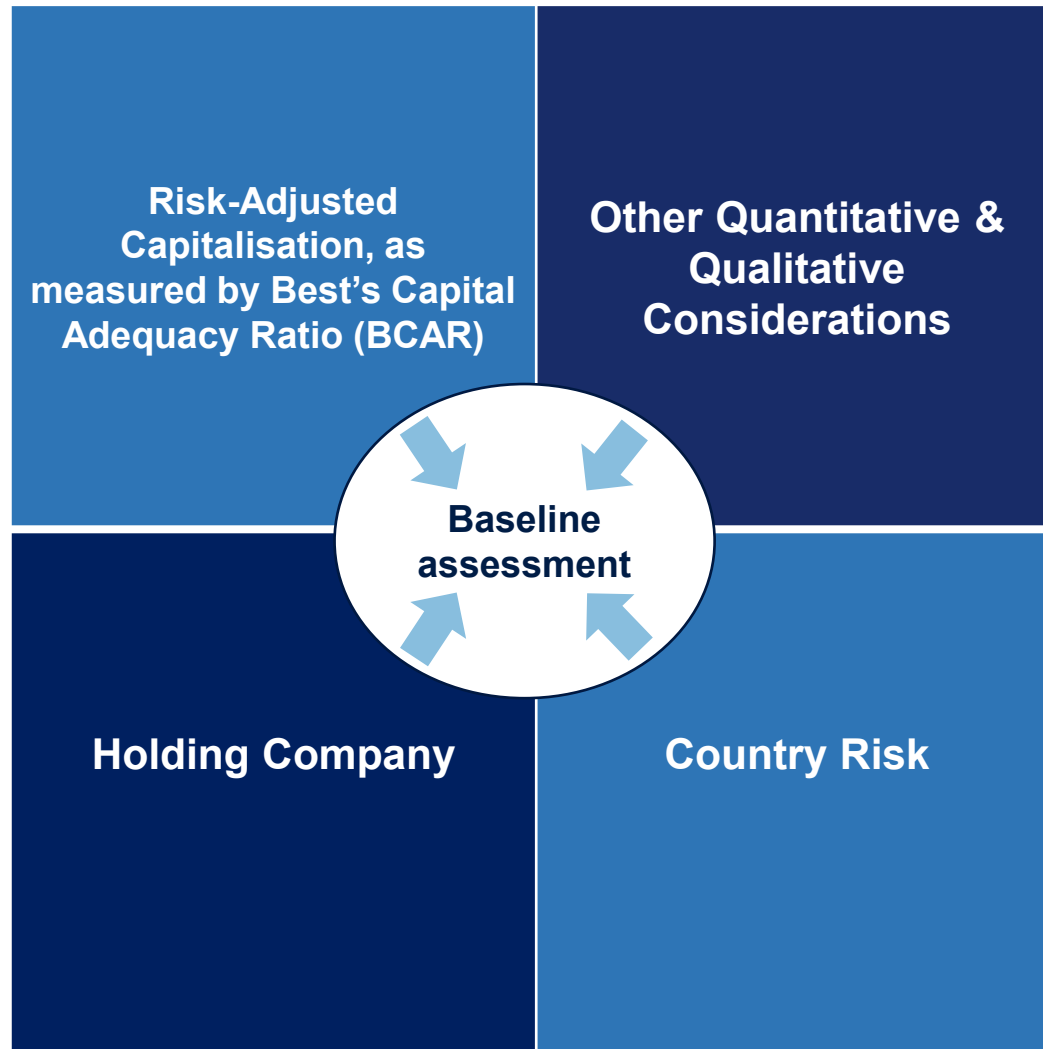 Risk-Adjusted
Capitalisation, as
measured by Best’s Capital
Adequacy Ratio (BCAR)
Other Quantitative &
Qualitative
Considerations
Baseline
assessment
Holding Company
Country Risk